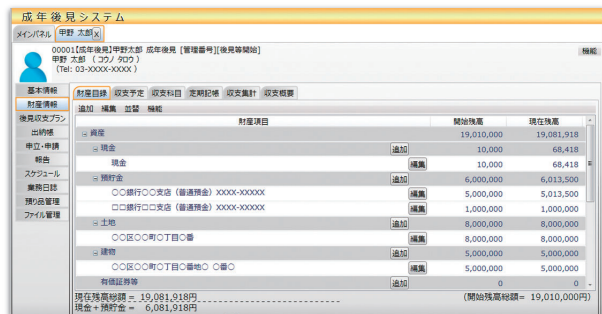 成年後見システム
メインパネル 甲野 太郎 X
00001【成年後見】甲野太郎 成年後見 [管理番号][後見等開始]
甲野 太郎 （ コウノ タロウ ）
(Tel: 03-XXXX-XXXX )
機能
基本情報
財産情報
後見収支プラン
出納帳
申立・申請
報告
スケジュール
業務日誌
預り品管理
ファイル管理
財産目録 収支予定 収支科目 定期記帳 収支集計 収支概要
追加 編集 並替 機能
財産項目 開始残高 現在残高
資産 19,010,000 19,081,918
現金 追加 10,000 68,418
現金 編集 10,000 68,418
預貯金 追加 6,000,000 6,013,500
○○銀行○○支店（普通預金）XXXX-XXXXX 編集 5,000,000 5,013,500
□□銀行□□支店（普通預金）XXXX-XXXXX 編集 1,000,000 1,000,000
土地 追加 8,000,000 8,000,000
○○区○○町○丁目○番 編集 8,000,000 8,000,000
建物 追加 5,000,000 5,000,000
○○区○○町○丁目○番地○ ○番○ 編集 5,000,000 5,000,000
有価証券等 追加 0 0
現在残高総額 = 19,081,918円 (開始残高総額= 19,010,000円)
現金＋預貯金 = 6,081,918円